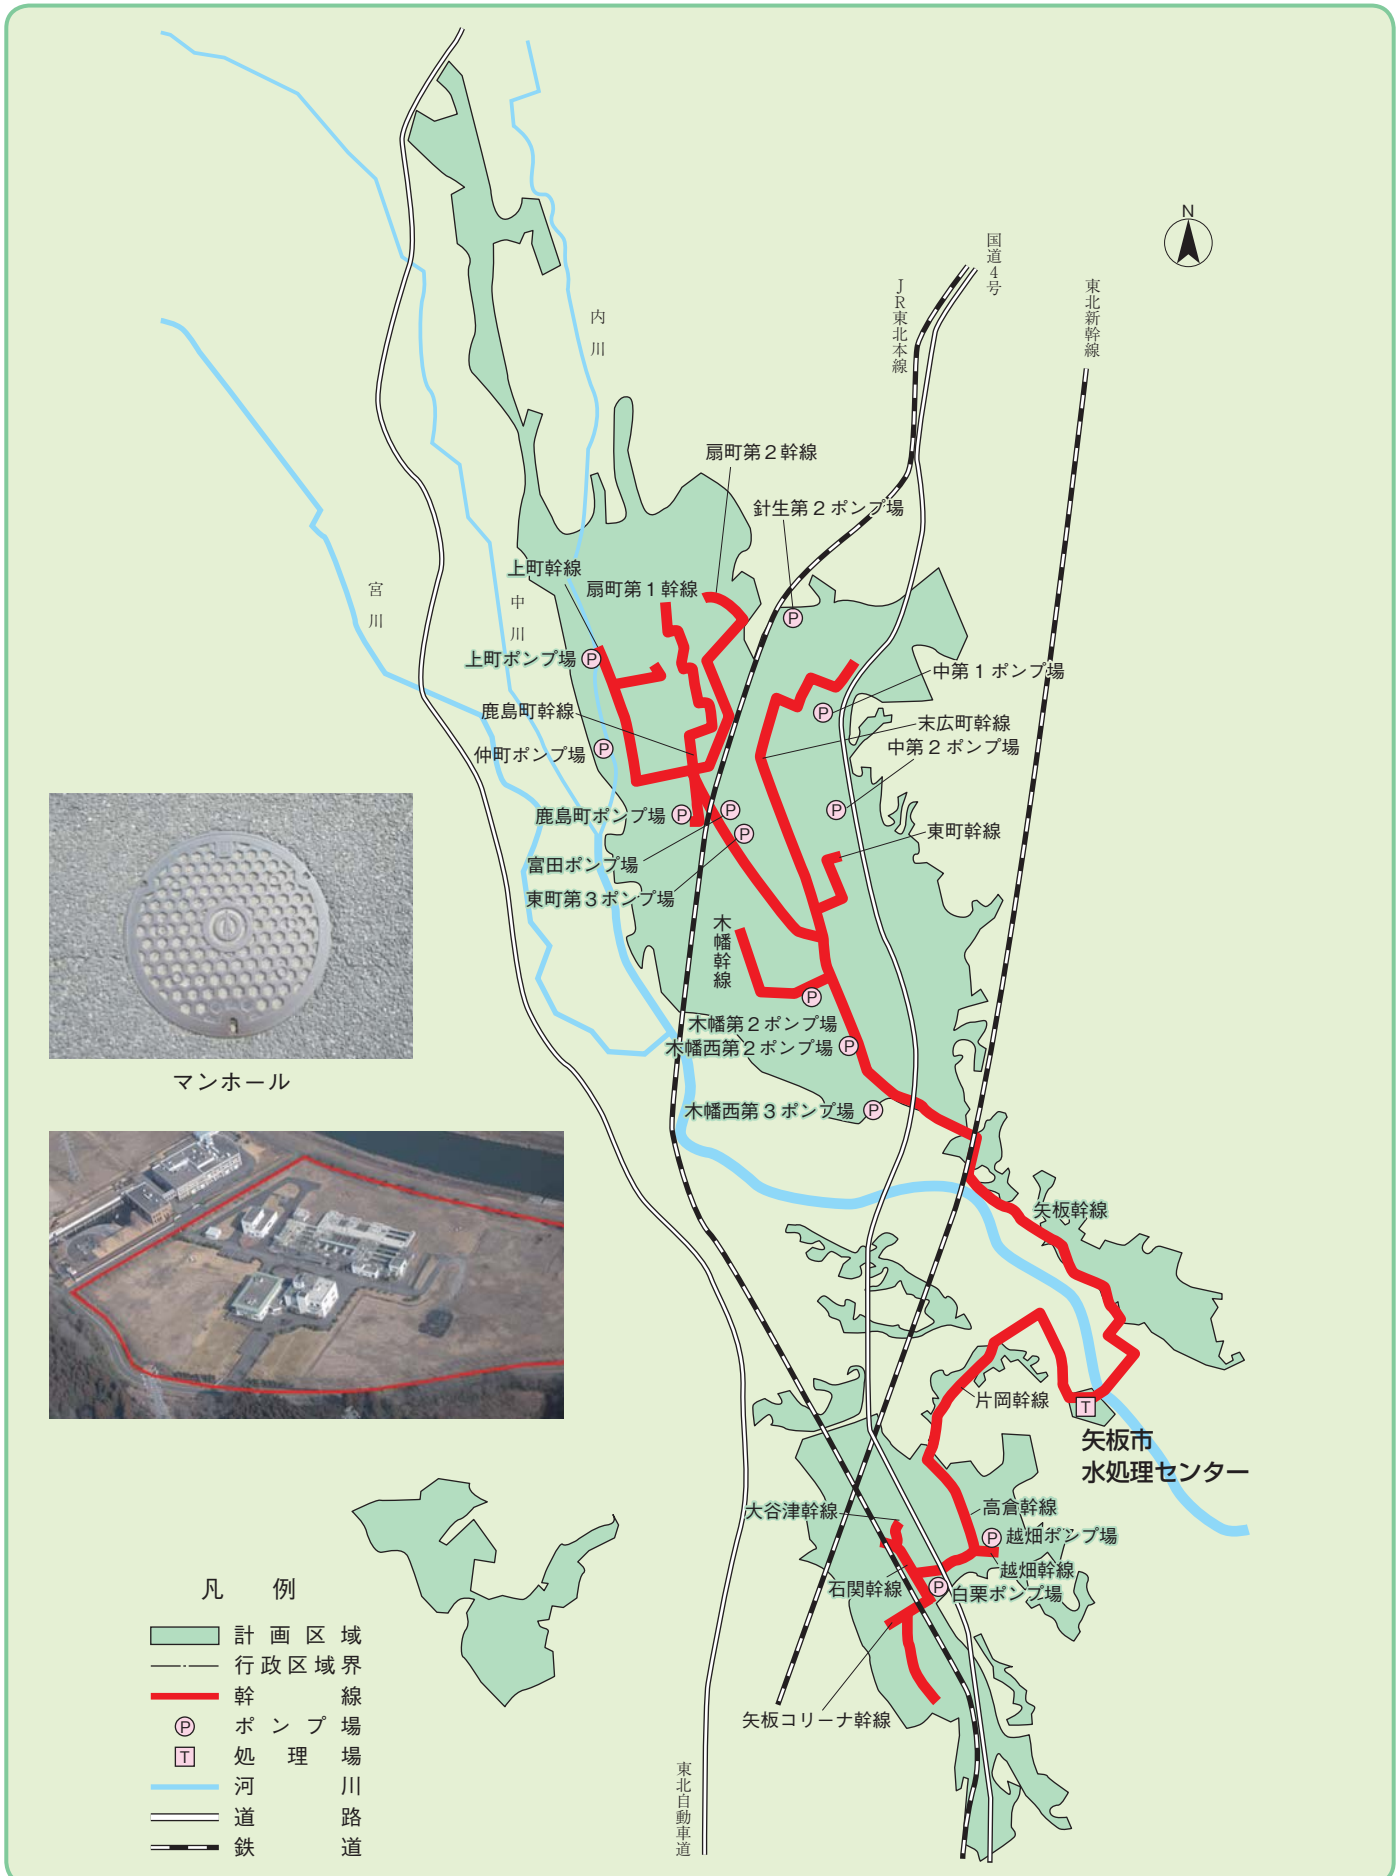 N
国道4号
JR東北本線
東北新幹線
内川
扇町第2幹線
針生第2ポンプ場
上町幹線
扇町第1幹線
宮川
中川
上町ポンプ場
中第1ポンプ場
鹿島町幹線
末広町幹線
仲町ポンプ場
中第2ポンプ場
鹿島町ポンプ場
東町幹線
富田ポンプ場
東町第3ポンプ場
木幡幹線
木幡第2ポンプ場
木幡西第2ポンプ場
マンホール
木幡西第3ポンプ場
矢板幹線
片岡幹線
T
矢板市
水処理センター
大谷津幹線
高倉幹線
P 越畑ポンプ場
越畑幹線
石関幹線
P 白栗ポンプ場
矢板コリーナ幹線
東北自動車道
凡 例
計画区域
行政区域界
幹線
P ポンプ場
T 処理場
河川
道路
鉄道